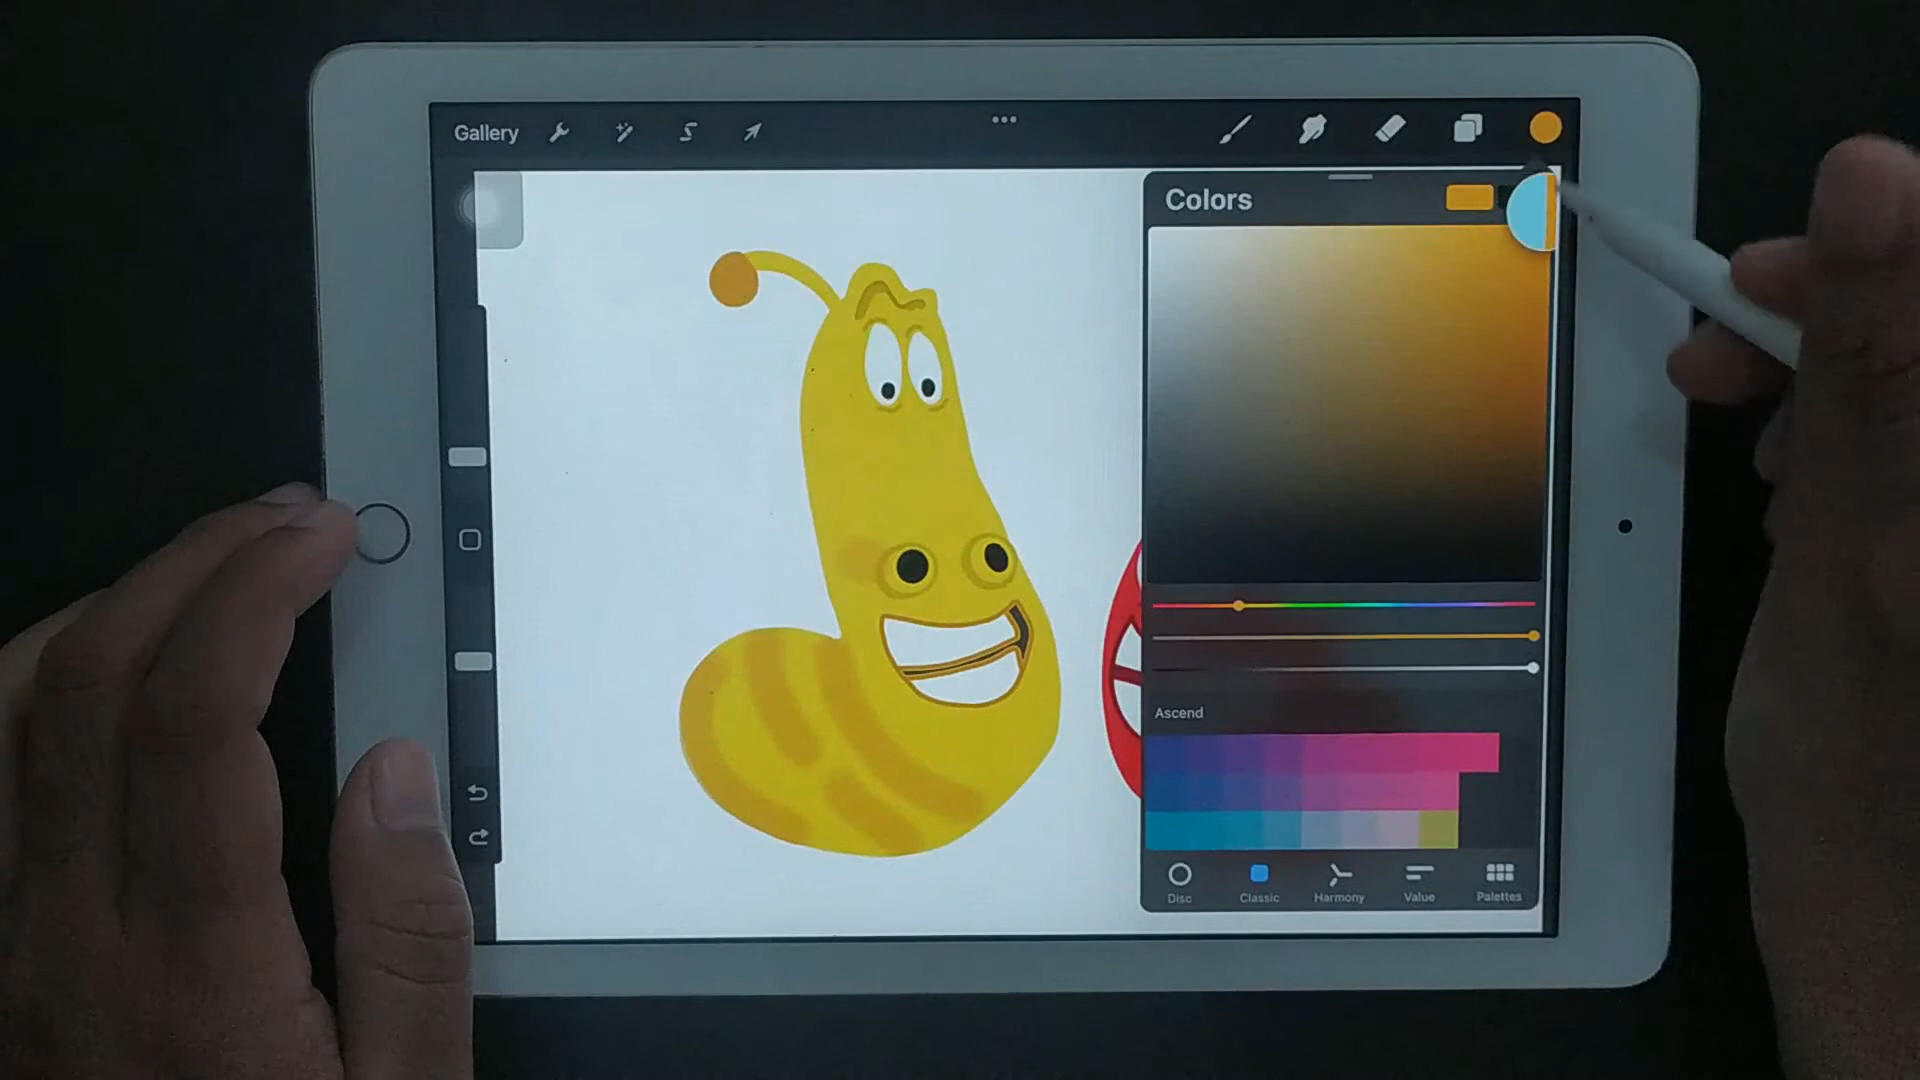 Gallery
Colors
Ascend
Disc
Classic
Harmony
Value
Palettes